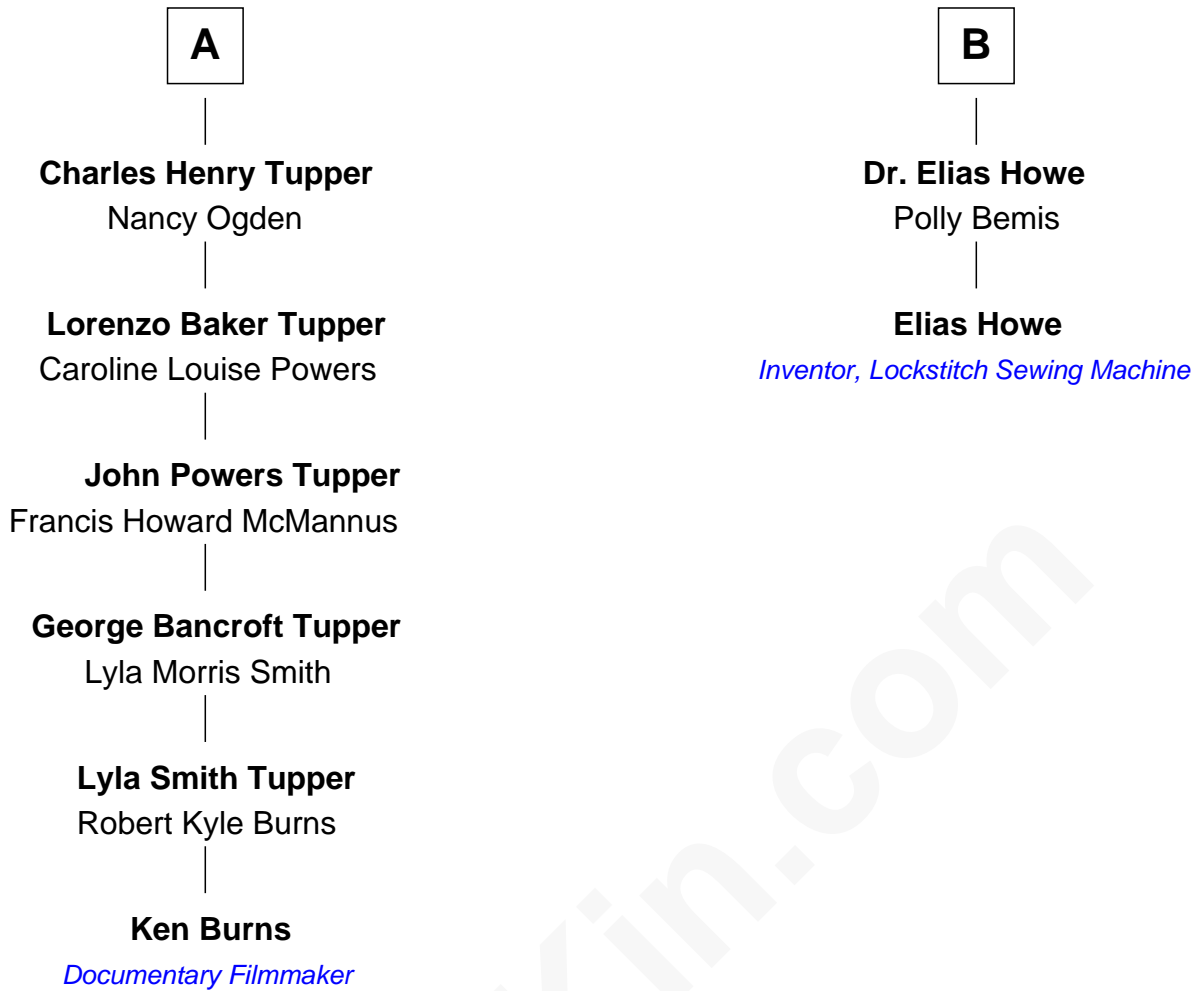 A
Charles Henry Tupper
Nancy Ogden
Lorenzo Baker Tupper
Caroline Louise Powers
John Powers Tupper
Francis Howard McMannus
George Bancroft Tupper
Lyla Morris Smith
Lyla Smith Tupper
Robert Kyle Burns
Ken Burns
Documentary Filmmaker
B
Dr. Elias Howe
Polly Bemis
Elias Howe
Inventor, Lockstitch Sewing Machine